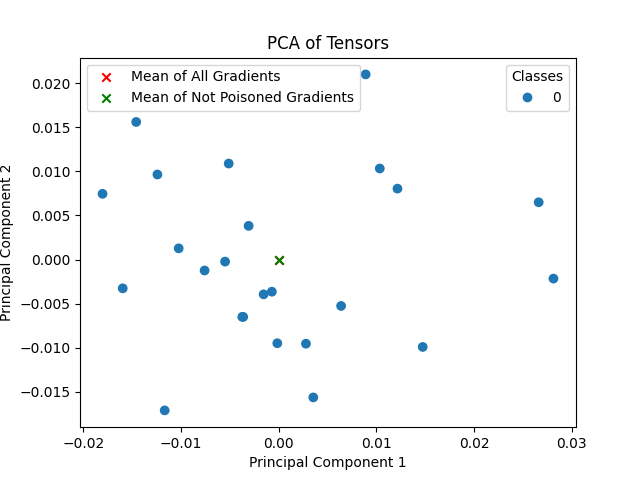 PCA of Tensors
Mean of All Gradients
Mean of Not Poisoned Gradients
Classes
0
0.020
0.015
0.010
0.005
0.000
−0.005
−0.010
−0.015
Principal Component 2
−0.02
−0.01
0.00
0.01
0.02
0.03
Principal Component 1